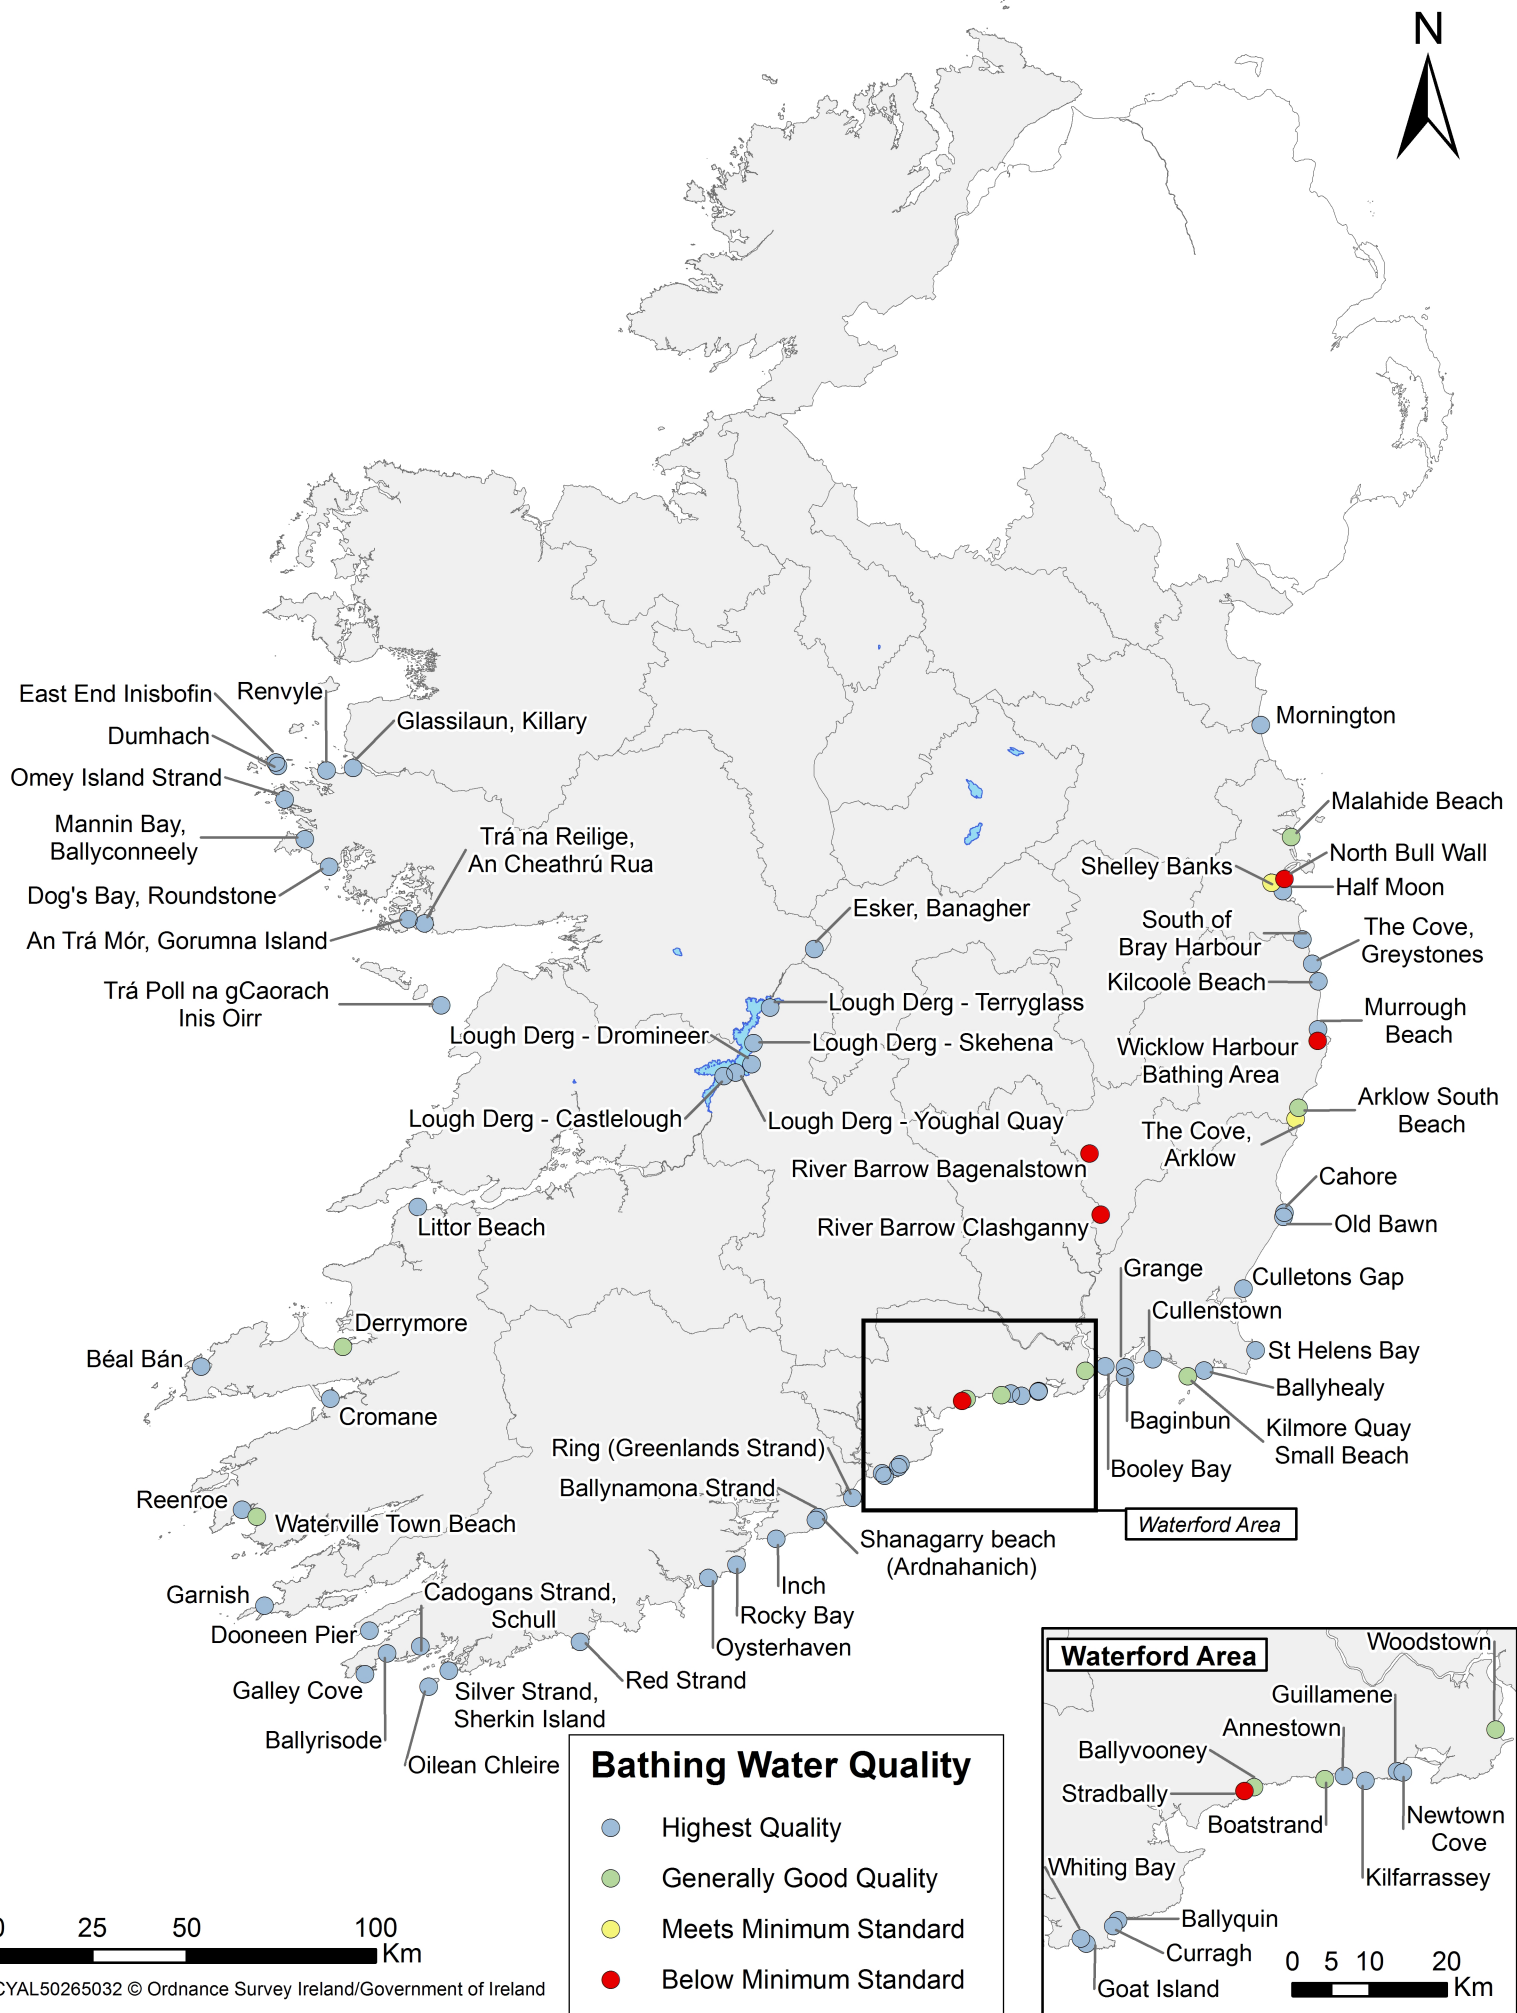 N
East End Inisbofin
Renvyle
Glassilaun, Killary
Dumhach
Omey Island Strand
Mannin Bay,
Ballyconneely
Trá na Reilige,
An Cheathrú Rua
Dog's Bay, Roundstone
An Trá Mór, Gorumna Island
Trá Poll na gCaorach
Inis Oirr
Mornington
Malahide Beach
North Bull Wall
Shelley Banks
Half Moon
South of
Bray Harbour
The Cove,
Greystones
Kilcoole Beach
Murrough
Beach
Wicklow Harbour
Bathing Area
Arklow South
Beach
The Cove,
Arklow
Esker, Banagher
Lough Derg - Terryglass
Lough Derg - Dromineer
Lough Derg - Skehena
Lough Derg - Castlelough
Lough Derg - Youghal Quay
River Barrow Bagenalstown
River Barrow Clashganny
Cahore
Old Bawn
Littor Beach
Grange
Culletons Gap
Cullenstown
St Helens Bay
Ballyhealy
Baginbun
Kilmore Quay
Small Beach
Booley Bay
Derrymore
Béal Bán
Cromane
Ring (Greenlands Strand)
Ballynamona Strand
Reenroe
Waterville Town Beach
Shanagarry beach
(Ardnahanich)
Waterford Area
Inch
Rocky Bay
Oysterhaven
Garnish
Cadogans Strand,
Schull
Dooneen Pier
Galley Cove
Red Strand
Silver Strand,
Sherkin Island
Ballyrisode
Oilean Chleire
Bathing Water Quality
Highest Quality
Generally Good Quality
Meets Minimum Standard
Below Minimum Standard
Waterford Area
Woodstown
Guillamene
Annestown
Ballyvooney
Stradbally
Boatstrand
Newtown
Cove
Kilfarrassey
Whiting Bay
Ballyquin
Curragh
Goat Island
0 5 10 20
Km
25 50 100
Km
CYAL50265032 © Ordnance Survey Ireland/Government of Ireland